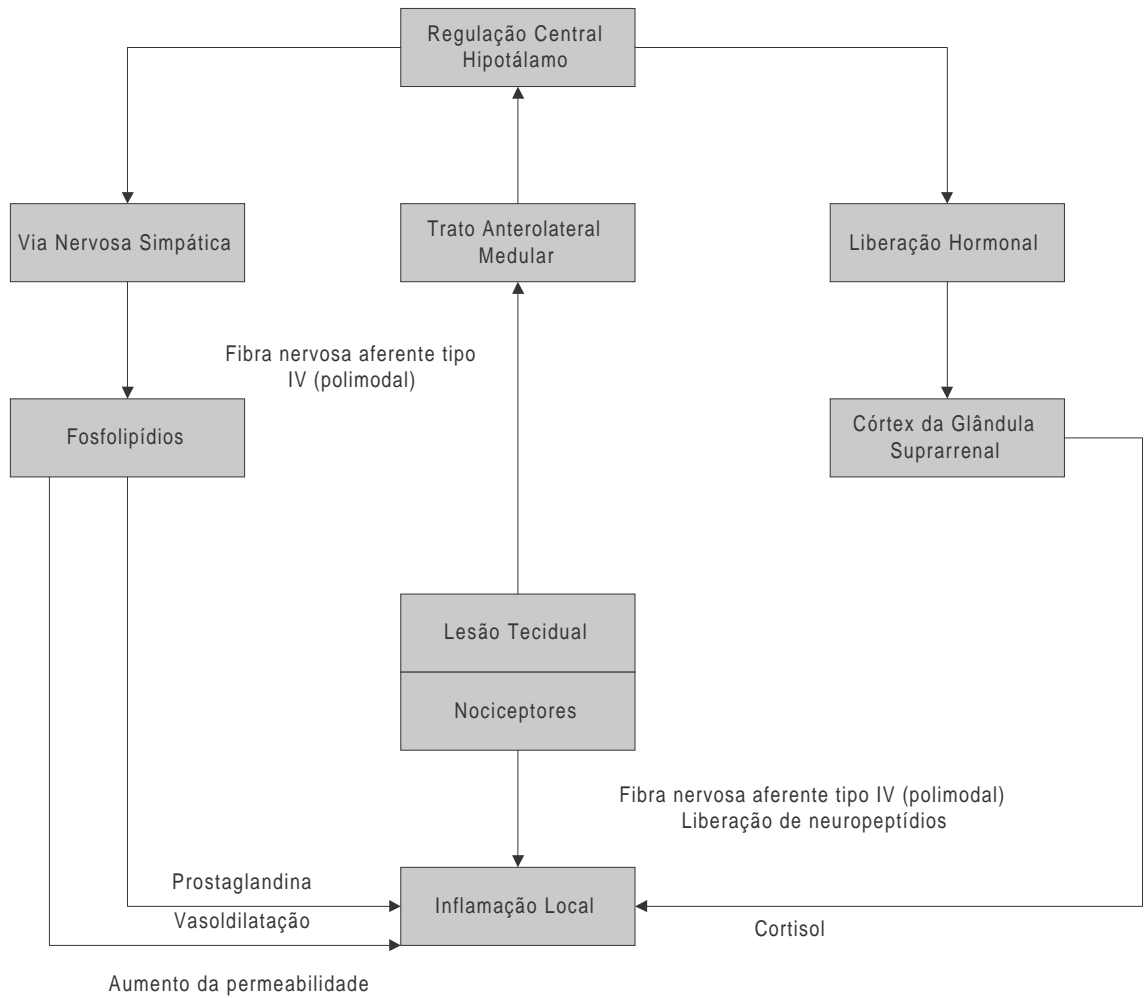 Regulação Central
Hipotálamo
Via Nervosa Simpática
Trato Anterolateral
Medular
Liberação Hormonal
Fibra nervosa aferente tipo
IV (polimodal)
Fosfolipídios
Córtex da Glândula
Suprarrenal
Lesão Tecidual
Nociceptores
Fibra nervosa aferente tipo IV (polimodal)
Liberação de neuropeptídios
Prostaglandina
Vasoldilatação
Inflamação Local
Cortisol
Aumento da permeabilidade